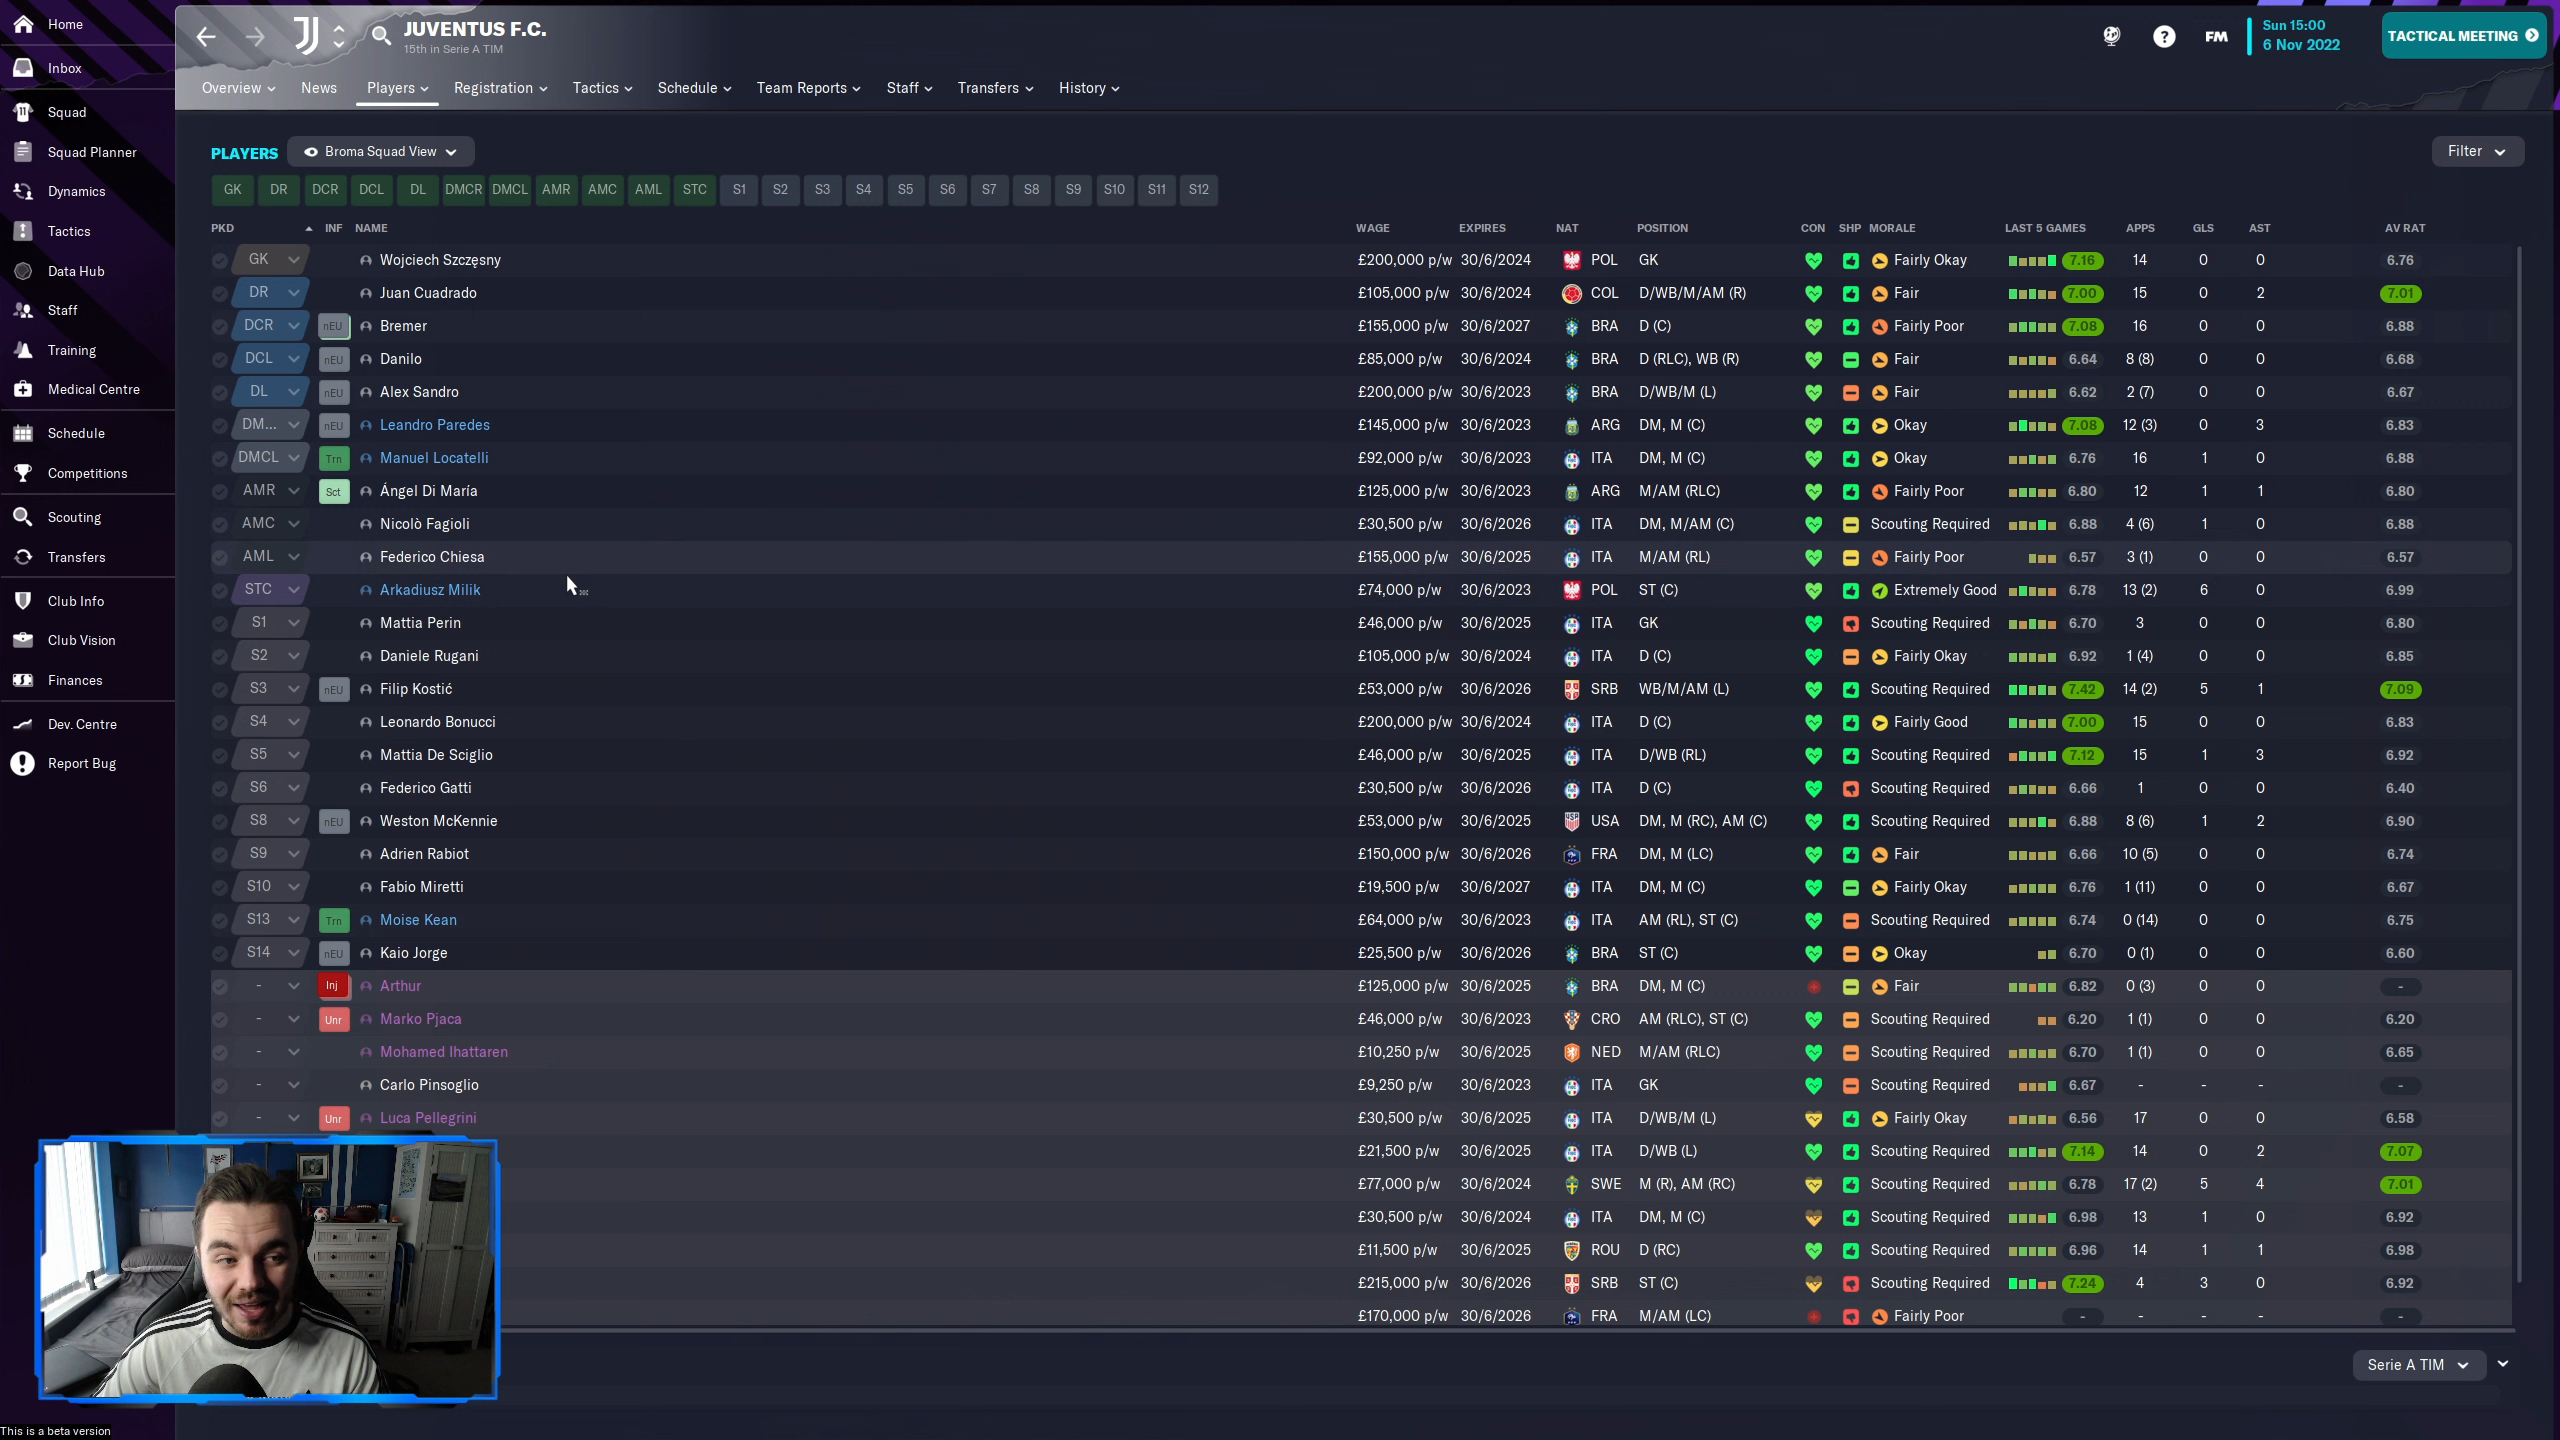 Home
Inbox
Squad
Squad Planner
Dynamics
Tactics
Data Hub
Staff
Training
Medical Centre
Schedule
Competitions
Scouting
Transfers
Club Info
Club Vision
Finances
Dev. Centre
Report Bug
This is a beta version
JUVENTUS F.C.
15th in Serie A TIM
FM
Sun 15:00
6 Nov 2022
TACTICAL MEETING
Overview News Players Registration Tactics Schedule Team Reports Staff Transfers History
PLAYERS Broma Squad View Filter
GK DR DCR DCL DL DMCR DMCL AMR AMC AML STC S1 S2 S3 S4 S5 S6 S7 S8 S9 S10 S11 S12
PKD INF NAME WAGE EXPIRES NAT POSITION CON SHP MORALE LAST 5 GAMES APPS GLS AST AV RAT
GK Wojciech Szczęsny £200,000 p/w 30/6/2024 POL GK Fairly Okay 7.16 14 0 0 6.76
DR Juan Cuadrado £105,000 p/w 30/6/2024 COL D/WB/M/AM (R) Fair 7.00 15 0 2 7.01
DCR nEU Bremer £155,000 p/w 30/6/2027 BRA D (C) Fairly Poor 7.08 16 0 0 6.88
DCL nEU Danilo £85,000 p/w 30/6/2024 BRA D (RLC), WB (R) Fair 6.64 8 (8) 0 0 6.68
DL nEU Alex Sandro £200,000 p/w 30/6/2023 BRA D/WB/M (L) Fair 6.62 2 (7) 0 0 6.67
DM... nEU Leandro Paredes £145,000 p/w 30/6/2023 ARG DM, M (C) Okay 7.08 12 (3) 0 3 6.83
DMCL Trn Manuel Locatelli £92,000 p/w 30/6/2023 ITA DM, M (C) Okay 6.76 16 1 0 6.88
AMR Sct Ángel Di María £125,000 p/w 30/6/2023 ARG M/AM (RLC) Fairly Poor 6.80 12 1 1 6.80
AMC Nicolò Fagioli £30,500 p/w 30/6/2026 ITA DM, M/AM (C) Scouting Required 6.88 4 (6) 1 0 6.88
AML Federico Chiesa £155,000 p/w 30/6/2025 ITA M/AM (RL) Fairly Poor 6.57 3 (1) 0 0 6.57
STC Arkadiusz Milik £74,000 p/w 30/6/2023 POL ST (C) Extremely Good 6.78 13 (2) 6 0 6.99
S1 Mattia Perin £46,000 p/w 30/6/2025 ITA GK Scouting Required 6.70 3 0 0 6.80
S2 Daniele Rugani £105,000 p/w 30/6/2024 ITA D (C) Fairly Okay 6.92 1 (4) 0 0 6.85
S3 nEU Filip Kostić £53,000 p/w 30/6/2026 SRB WB/M/AM (L) Scouting Required 7.42 14 (2) 5 1 7.09
S4 Leonardo Bonucci £200,000 p/w 30/6/2024 ITA D (C) Fairly Good 7.00 15 0 0 6.83
S5 Mattia De Sciglio £46,000 p/w 30/6/2025 ITA D/WB (RL) Scouting Required 7.12 15 1 3 6.92
S6 Federico Gatti £30,500 p/w 30/6/2026 ITA D (C) Scouting Required 6.66 1 0 0 6.40
S8 nEU Weston McKennie £53,000 p/w 30/6/2025 USA DM, M (RC), AM (C) Scouting Required 6.88 8 (6) 1 2 6.90
S9 Adrien Rabiot £150,000 p/w 30/6/2026 FRA DM, M (LC) Fair 6.66 10 (5) 0 0 6.74
S10 Fabio Miretti £19,500 p/w 30/6/2027 ITA DM, M (C) Fairly Okay 6.76 1 (11) 0 0 6.67
S13 Trn Moise Kean £64,000 p/w 30/6/2023 ITA AM (RL), ST (C) Scouting Required 6.74 0 (14) 0 0 6.75
S14 nEU Kaio Jorge £25,500 p/w 30/6/2026 BRA ST (C) Okay 6.70 0 (1) 0 0 6.60
- Inj Arthur £125,000 p/w 30/6/2025 BRA DM, M (C) Fair 6.82 0 (3) 0 0 -
- Unr Marko Pjaca £46,000 p/w 30/6/2023 CRO AM (RLC), ST (C) Scouting Required 6.20 1 (1) 0 0 6.20
- Mohamed Ihattaren £10,250 p/w 30/6/2025 NED M/AM (RLC) Scouting Required 6.70 1 (1) 0 0 6.65
- Carlo Pinsoglio £9,250 p/w 30/6/2023 ITA GK Scouting Required 6.67 - - - -
- Unr Luca Pellegrini £30,500 p/w 30/6/2025 ITA D/WB/M (L) Fairly Okay 6.56 17 0 0 6.58
£21,500 p/w 30/6/2025 ITA D/WB (L) Scouting Required 7.14 14 0 2 7.07
£77,000 p/w 30/6/2024 SWE M (R), AM (RC) Scouting Required 6.78 17 (2) 5 4 7.01
£30,500 p/w 30/6/2024 ITA DM, M (C) Scouting Required 6.98 13 1 0 6.92
£11,500 p/w 30/6/2025 ROU D (RC) Scouting Required 6.96 14 1 1 6.98
£215,000 p/w 30/6/2026 SRB ST (C) Scouting Required 7.24 4 3 0 6.92
£170,000 p/w 30/6/2026 FRA M/AM (LC) Fairly Poor - - - - -
Serie A TIM